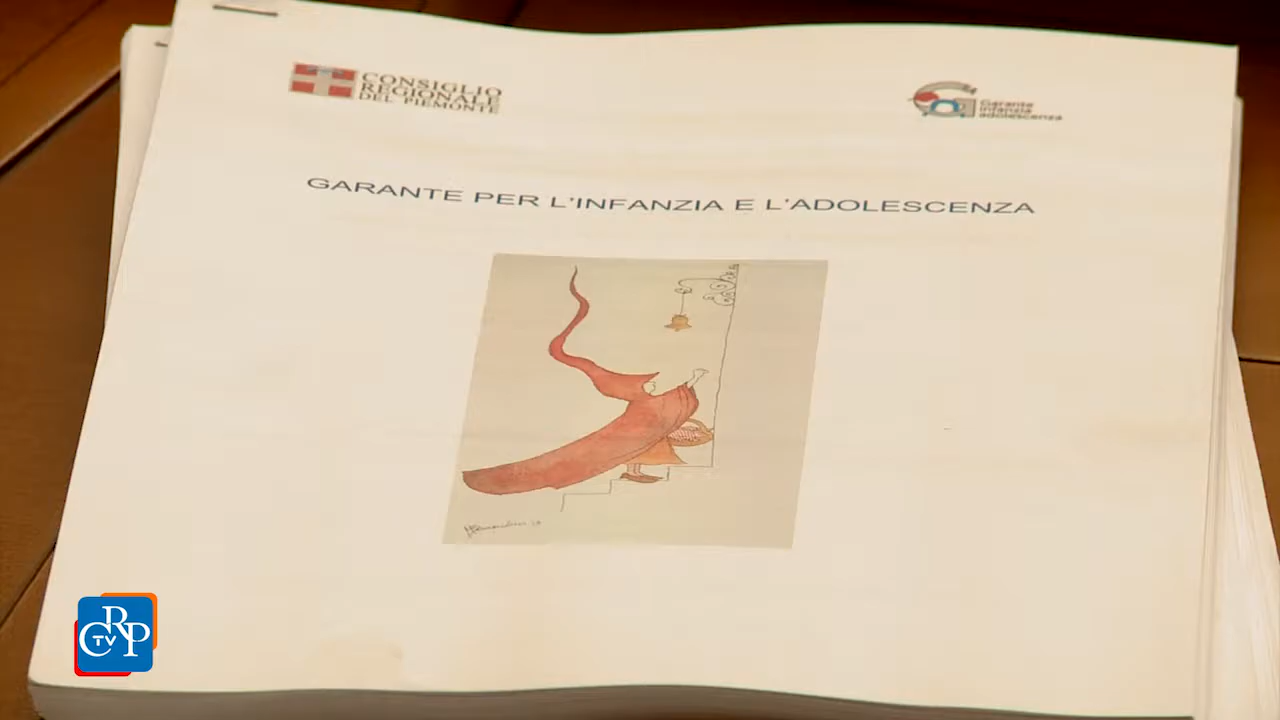 CONSIGLIO
REGIONALE
DEL PIEMONTE
Garante
infanzia
adolescenza
GARANTE PER L'INFANZIA E L'ADOLESCENZA
CRP
TV